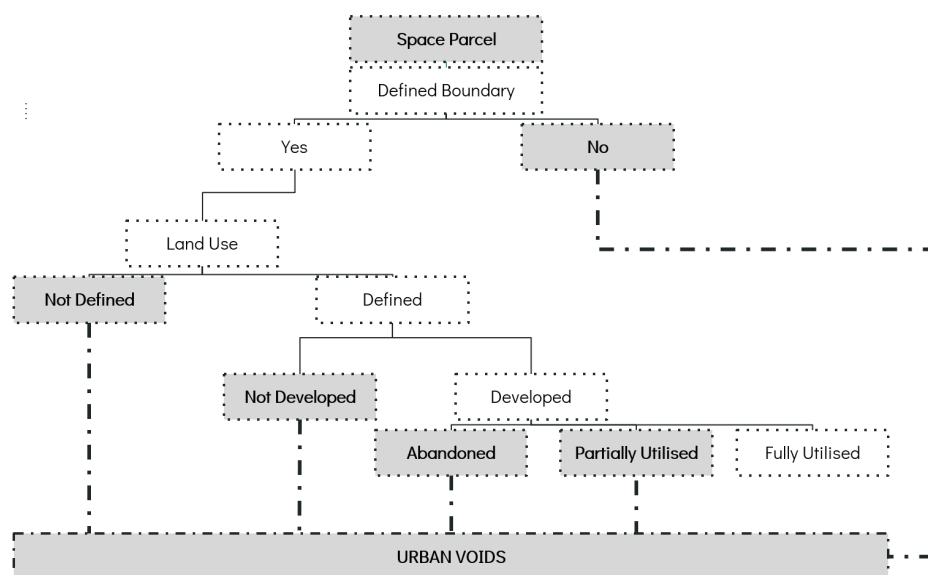 Space Parcel
Defined Boundary
Yes
No
Land Use
Not Defined
Defined
Not Developed
Developed
Abandoned
Partially Utilised
Fully Utilised
URBAN VOIDS